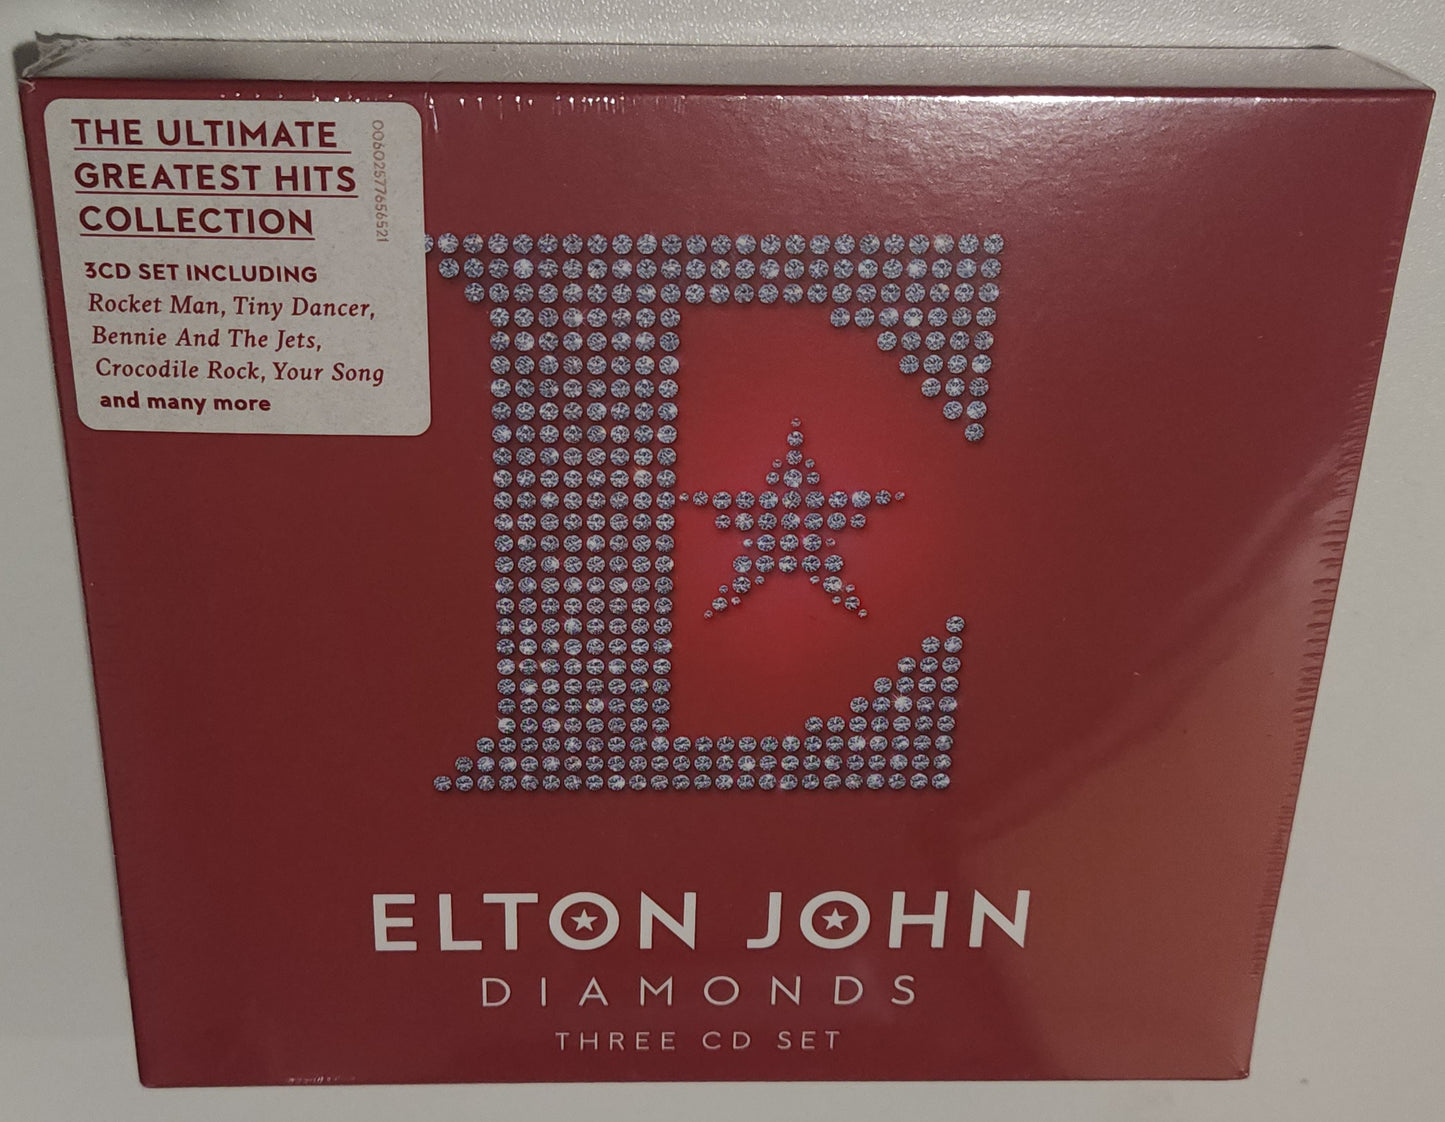 THE ULTIMATE
GREATEST HITS
COLLECTION
00602577656521
3CD SET INCLUDING
Rocket Man, Tiny Dancer,
Bennie And The Jets,
Crocodile Rock, Your Song
and many more
E
ELTON JOHN
DIAMONDS
THREE CD SET